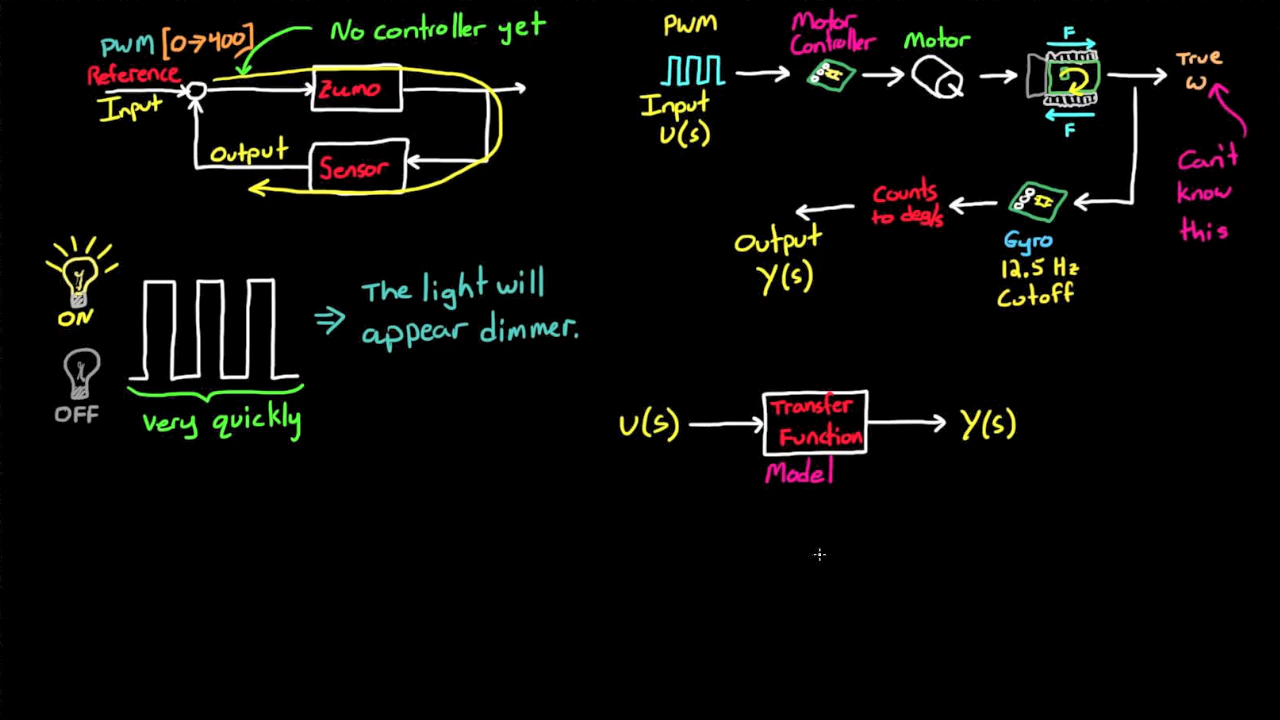 No controller yet
PWM [0→400]
Reference
Input
Zumo
Output
Sensor
ON
OFF
very quickly
⇒ The light will
appear dimmer.
PWM
Input
U(s)
Motor
Controller
Motor
F
F
True
ω
Can't
know
this
Gyro
12.5 Hz
Cutoff
Counts
to deg/s
Output
Y(s)
U(s)
Transfer
Function
Model
Y(s)